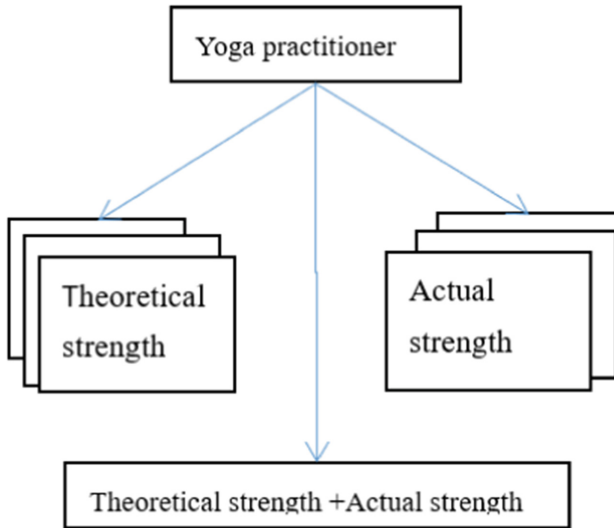 Yoga practitioner
Theoretical
strength
Actual
strength
Theoretical strength +Actual strength